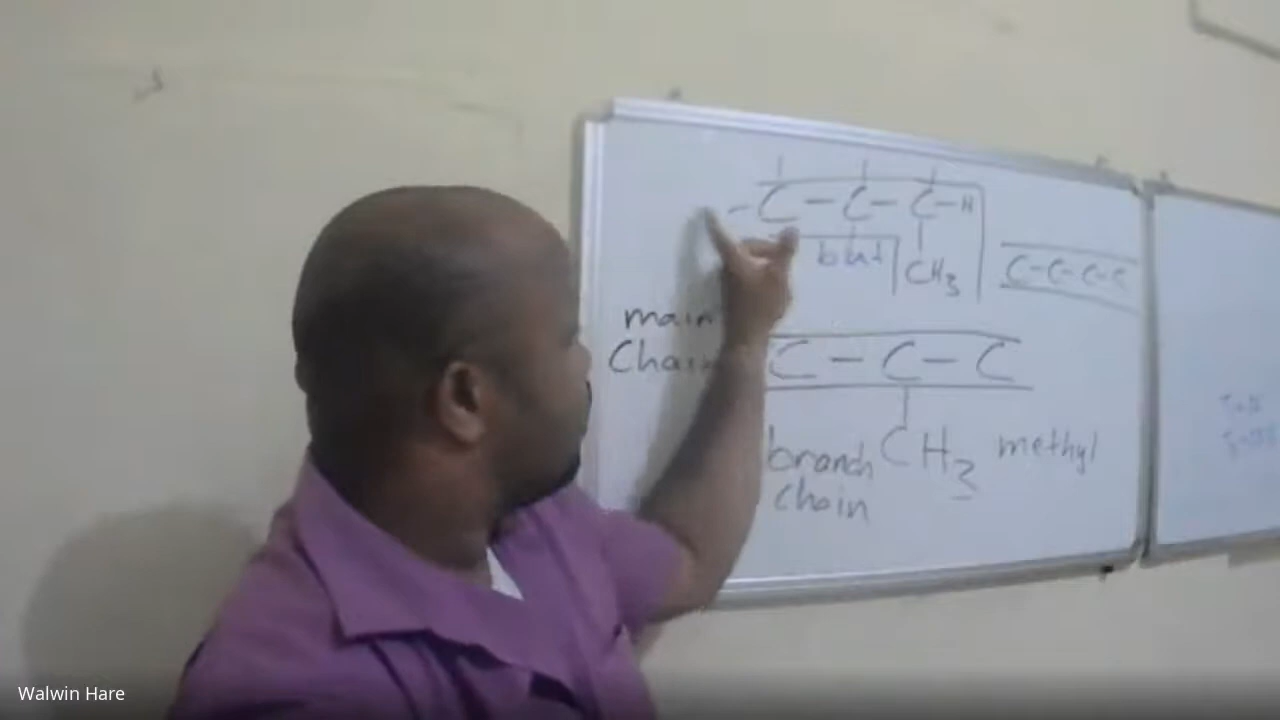 - C - C - C - H
but
CH3
C-C-C-C
main
Chain
C - C - C
branch CH3 methyl
chain
Walwin Hare